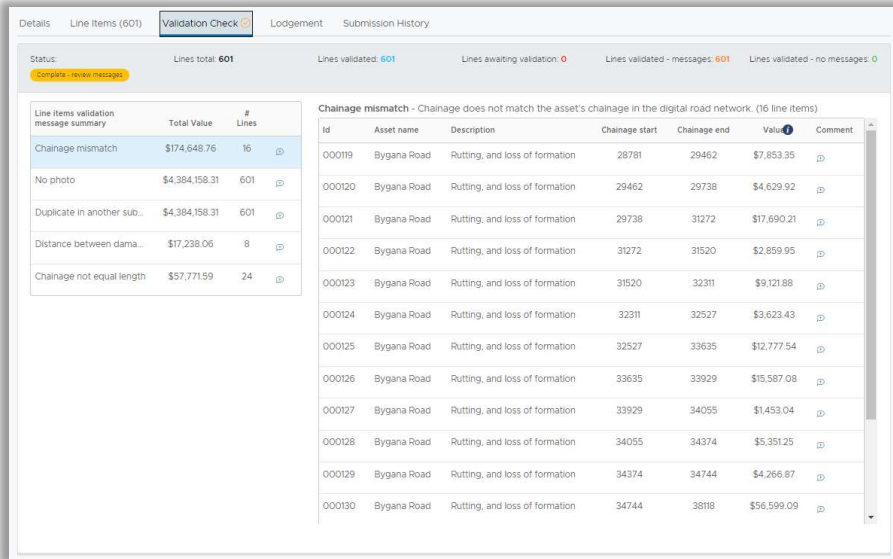 Details Line Items (601) Validation Check Lodgement Submission History
Status: Lines total: 601 Lines validated: 601 Lines awaiting validation: 0 Lines validated - messages: 601 Lines validated - no messages: 0
Complete - review messages
Line items validation message summary Total Value # Lines
Chainage mismatch $174,648.76 16
No photo $4,384,158.31 601
Duplicate in another sub... $4,384,158.31 601
Distance between dama... $17,238.06 8
Chainage not equal length $57,771.59 24
Chainage mismatch - Chainage does not match the asset's chainage in the digital road network. (16 line items)
Id Asset name Description Chainage start Chainage end Value Comment
000119 Bygana Road Rutting, and loss of formation 28781 29462 $7,853.35
000120 Bygana Road Rutting, and loss of formation 29462 29738 $4,629.92
000121 Bygana Road Rutting, and loss of formation 29738 31272 $17,690.21
000122 Bygana Road Rutting, and loss of formation 31272 31520 $2,859.95
000123 Bygana Road Rutting, and loss of formation 31520 32311 $9,121.88
000124 Bygana Road Rutting, and loss of formation 32311 32527 $3,623.43
000125 Bygana Road Rutting, and loss of formation 32527 33635 $12,777.54
000126 Bygana Road Rutting, and loss of formation 33635 33929 $15,587.08
000127 Bygana Road Rutting, and loss of formation 33929 34055 $1,453.04
000128 Bygana Road Rutting, and loss of formation 34055 34374 $5,351.25
000129 Bygana Road Rutting, and loss of formation 34374 34744 $4,266.87
000130 Bygana Road Rutting, and loss of formation 34744 38118 $56,599.09